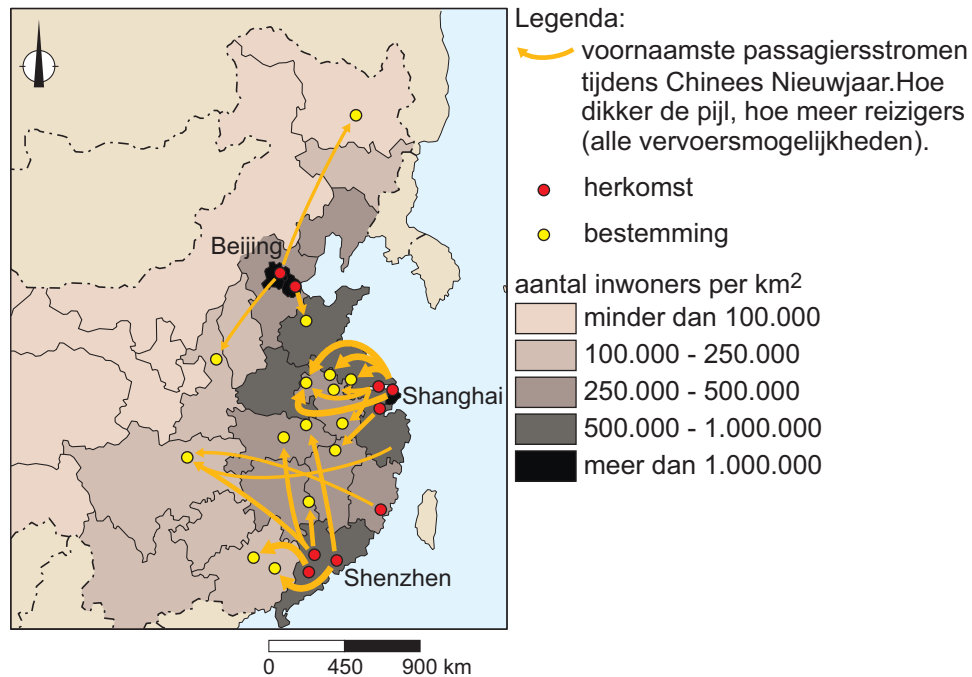 Legenda:
voornaamste passagiersstromen
tijdens Chinees Nieuwjaar.Hoe
dikker de pijl, hoe meer reizigers
(alle vervoersmogelijkheden).
herkomst
bestemming
aantal inwoners per km2
minder dan 100.000
100.000 - 250.000
250.000 - 500.000
500.000 - 1.000.000
meer dan 1.000.000
Beijing
Shanghai
Shenzhen
0 450 900 km